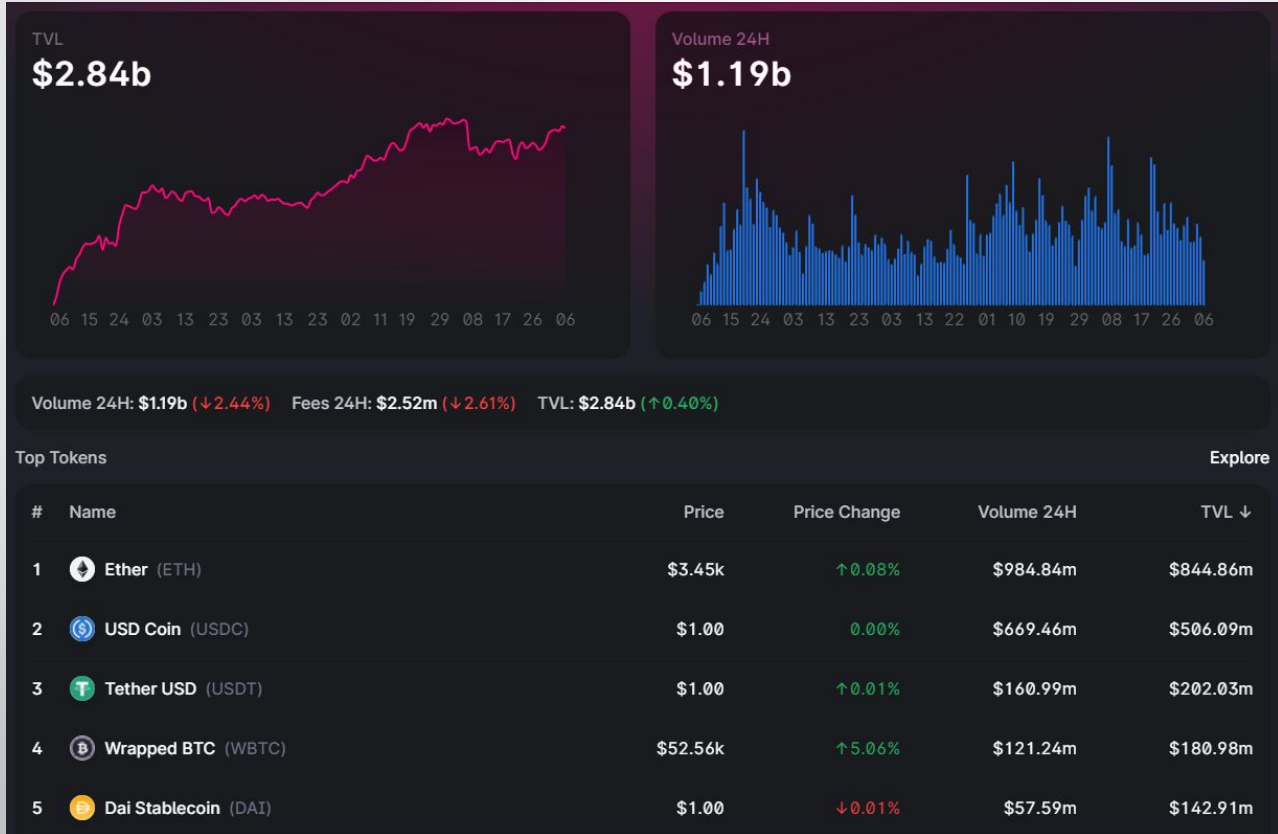 TVL
$2.84b
06 15 24 03 13 23 03 13 23 02 11 19 29 08 17 26 06
Volume 24H
$1.19b
06 15 24 03 13 23 03 13 22 01 10 19 29 08 17 26 06
Volume 24H: $1.19b (↓2.44%) Fees 24H: $2.52m (↓2.61%) TVL: $2.84b (↑0.40%)
Top Tokens Explore
# Name Price Price Change Volume 24H TVL ↓
1 Ether (ETH) $3.45k ↑0.08% $984.84m $844.86m
2 USD Coin (USDC) $1.00 0.00% $669.46m $506.09m
3 Tether USD (USDT) $1.00 ↑0.01% $160.99m $202.03m
4 Wrapped BTC (WBTC) $52.56k ↑5.06% $121.24m $180.98m
5 Dai Stablecoin (DAI) $1.00 ↓0.01% $57.59m $142.91m